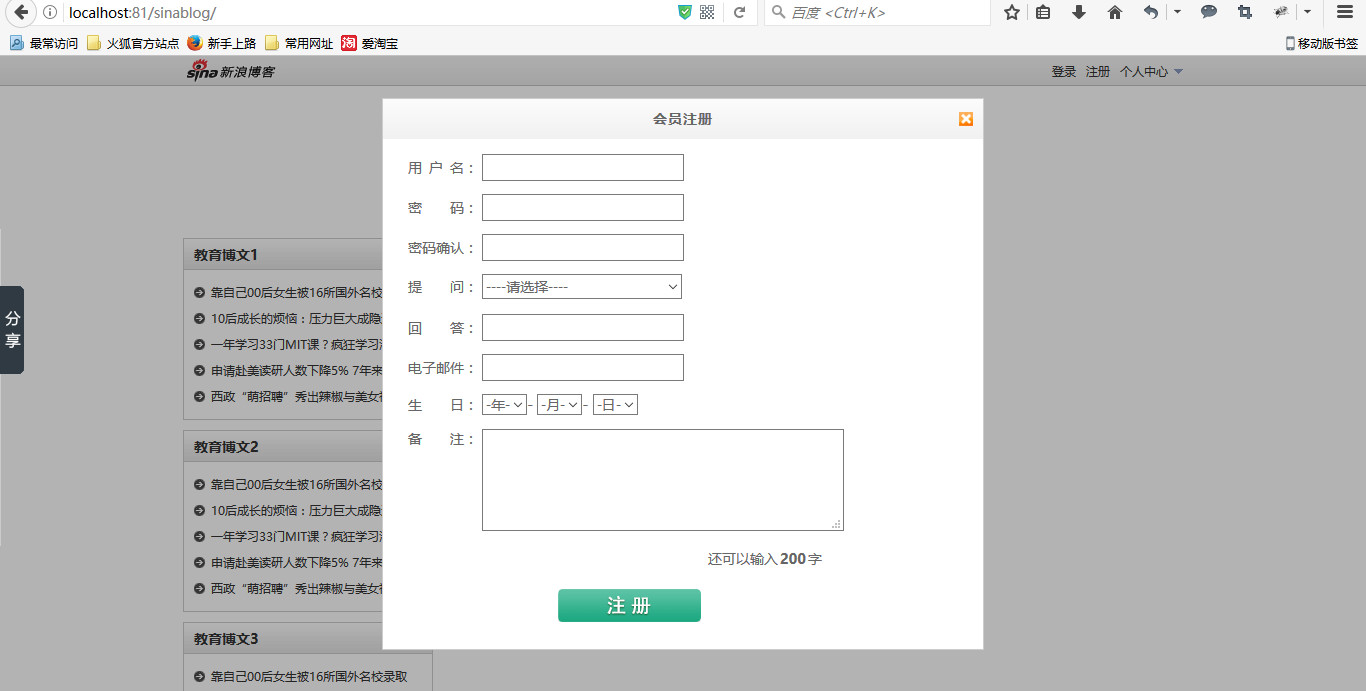 localhost:81/sinablog/
百度 <Ctrl+K>
最常访问 火狐官方站点 新手上路 常用网址 淘 爱淘宝 移动版书签
sina 新浪博客 登录 注册 个人中心
会员注册
用 户 名：
密 码：
密码确认：
提 问： ----请选择----
回 答：
电子邮件：
生 日： -年- - -月- - -日-
备 注：
还可以输入200字
注 册
分享
教育博文1
靠自己00后女生被16所国外名校
10后成长的烦恼：压力巨大成隐
一年学习33门MIT课？疯狂学习
申请赴美读研人数下降5% 7年来
西政“萌招聘”秀出辣椒与美女
教育博文2
靠自己00后女生被16所国外名校
10后成长的烦恼：压力巨大成隐
一年学习33门MIT课？疯狂学习
申请赴美读研人数下降5% 7年来
西政“萌招聘”秀出辣椒与美女
教育博文3
靠自己00后女生被16所国外名校录取